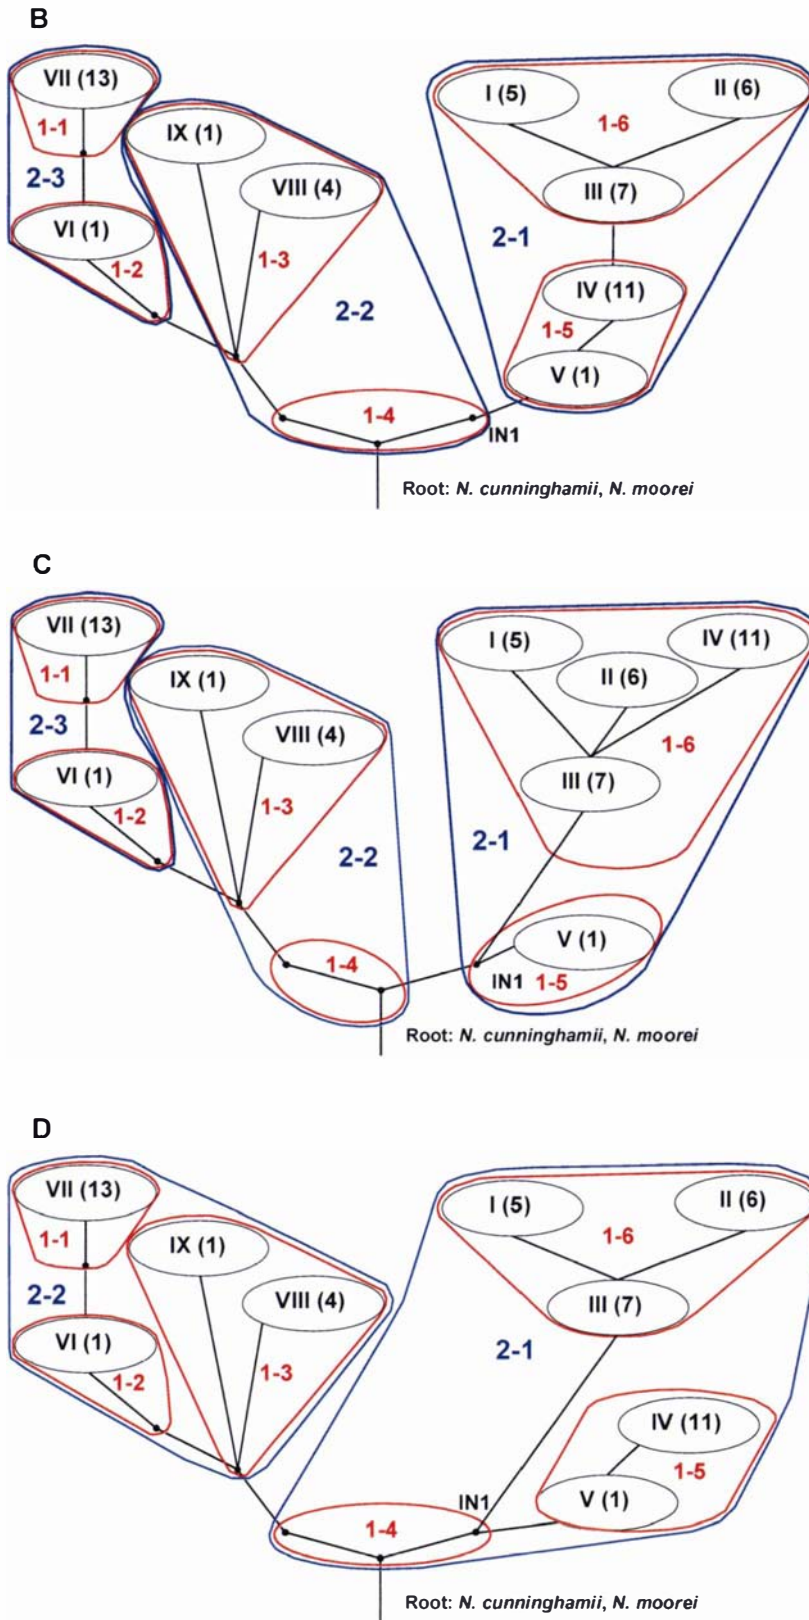 B
VII (13)
I (5)
II (6)
1-1
IX (1)
1-6
2-3
VIII (4)
III (7)
VI (1)
2-1
1-2
1-3
IV (11)
2-2
1-5
V (1)
1-4
IN1
Root: N. cunninghamii, N. moorei
C
VII (13)
I (5)
IV (11)
1-1
IX (1)
II (6)
2-3
VIII (4)
1-6
VI (1)
III (7)
1-2
1-3
2-2
2-1
V (1)
1-4
IN1
1-5
Root: N. cunninghamii, N. moorei
D
VII (13)
I (5)
II (6)
1-1
IX (1)
1-6
2-2
VIII (4)
III (7)
VI (1)
2-1
1-2
1-3
IV (11)
1-5
IN1
V (1)
1-4
Root: N. cunninghamii, N. moorei